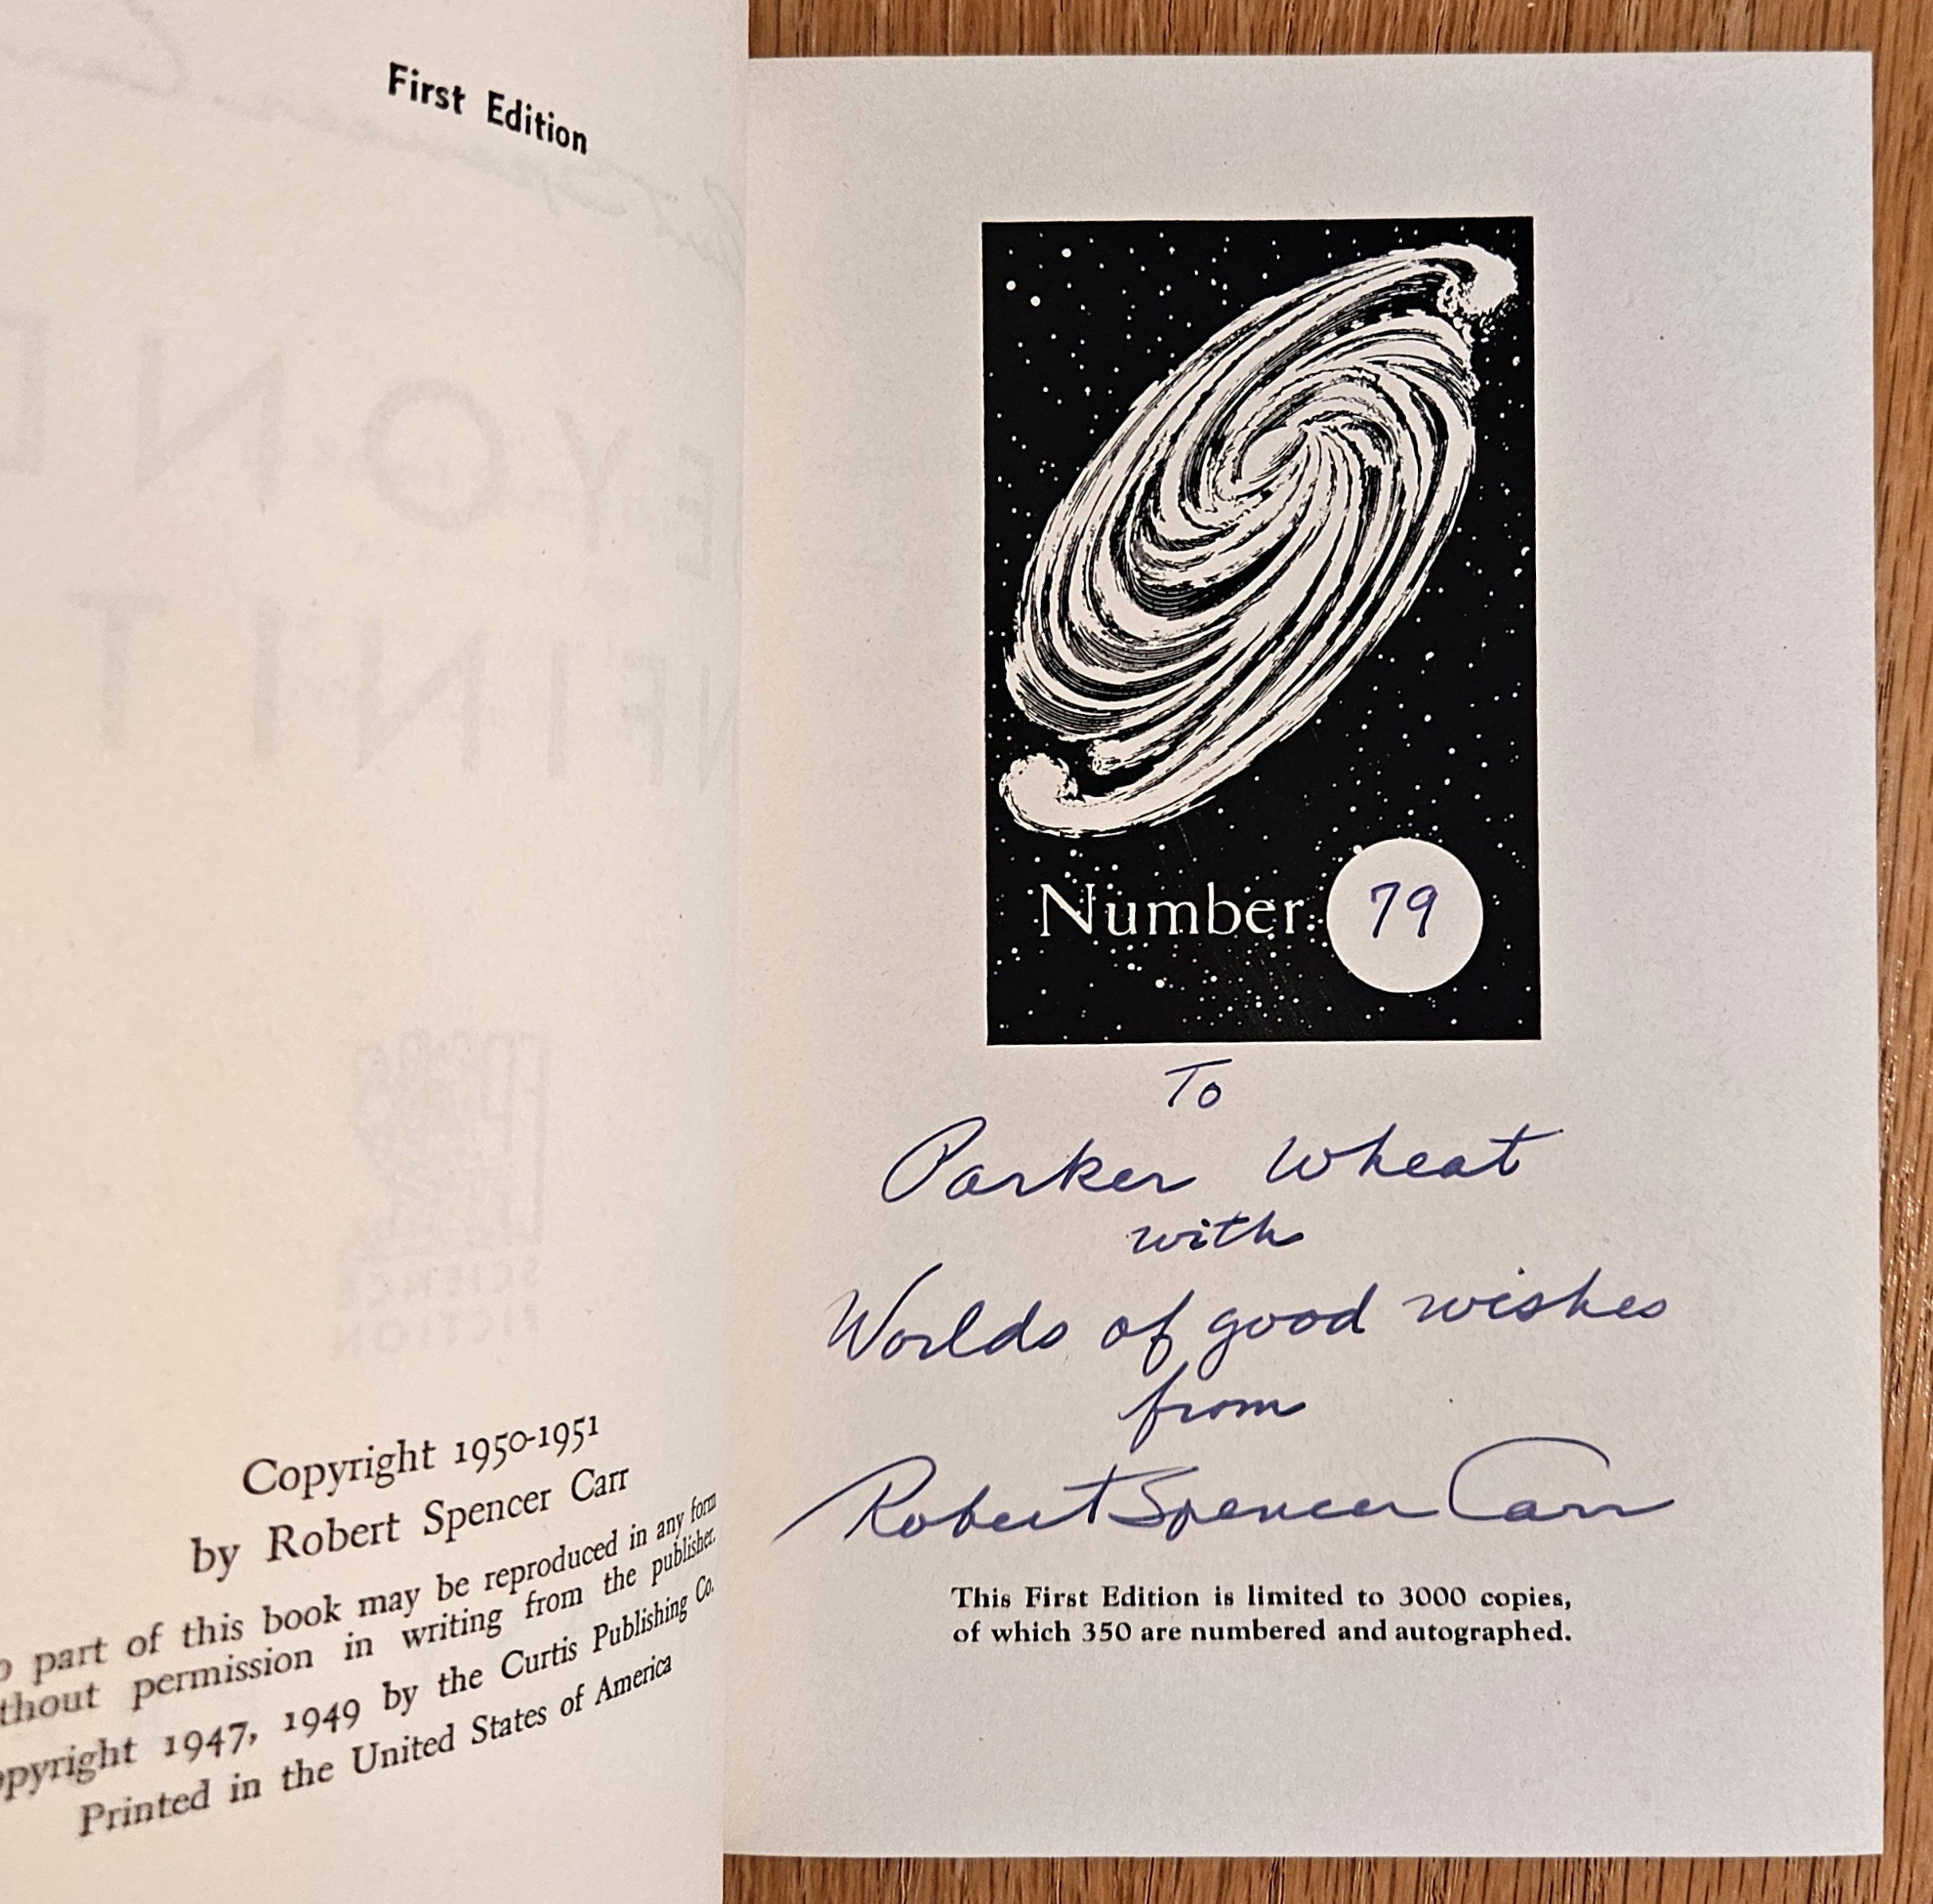 First Edition
Copyright 1950-1951
by Robert Spencer Carr
part of this book may be reproduced in any form
permission in writing from the publisher.
1947, 1949 by the Curtis Publishing Co.
Printed in the United States of America
Number 79
To
Parker Wheat
with
Worlds of good wishes
from
Robert Spencer Carr
This First Edition is limited to 3000 copies,
of which 350 are numbered and autographed.